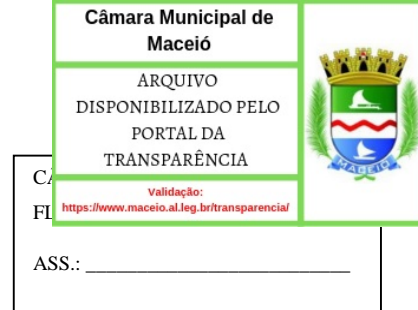 Câmara Municipal de
Maceió
ARQUIVO
DISPONIBILIZADO PELO
PORTAL DA
TRANSPARÊNCIA
Validação:
https://www.maceio.al.leg.br/transparencia/
MACEIO
ASS.: ___________________________